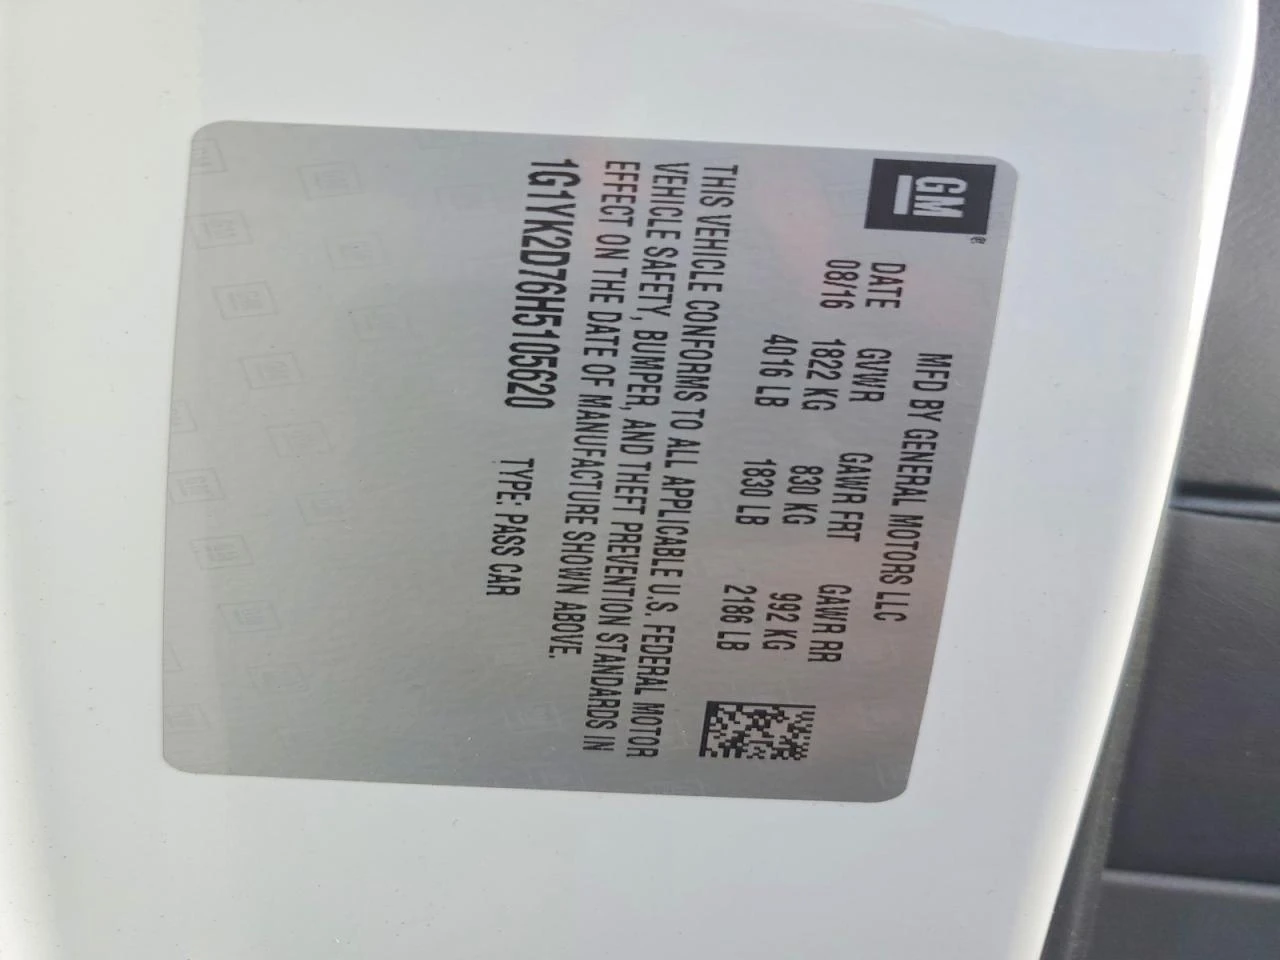 GM®
MFD BY GENERAL MOTORS LLC
DATE GVWR GAWR FRT GAWR RR
08/16 1822 KG 830 KG 992 KG
4016 LB 1830 LB 2186 LB
THIS VEHICLE CONFORMS TO ALL APPLICABLE U.S. FEDERAL MOTOR
VEHICLE SAFETY, BUMPER, AND THEFT PREVENTION STANDARDS IN
EFFECT ON THE DATE OF MANUFACTURE SHOWN ABOVE.
1G1YK2D76H5105620 TYPE: PASS CAR